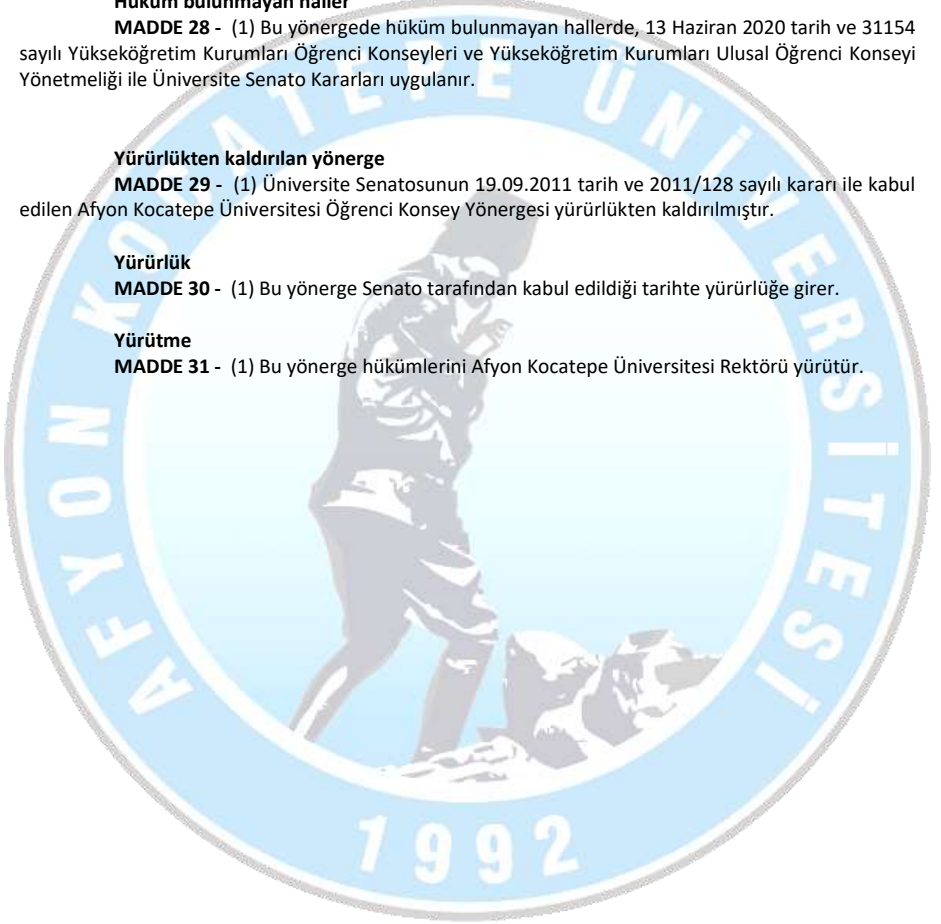 Hüküm bulunmayan haller
MADDE 28 - (1) Bu yönergede hüküm bulunmayan hallerde, 13 Haziran 2020 tarih ve 31154
sayılı Yükseköğretim Kurumları Öğrenci Konseyleri ve Yükseköğretim Kurumları Ulusal Öğrenci Konseyi
Yönetmeliği ile Üniversite Senato Kararları uygulanır.
Yürürlükten kaldırılan yönerge
MADDE 29 - (1) Üniversite Senatosunun 19.09.2011 tarih ve 2011/128 sayılı kararı ile kabul
edilen Afyon Kocatepe Üniversitesi Öğrenci Konsey Yönergesi yürürlükten kaldırılmıştır.
Yürürlük
MADDE 30 - (1) Bu yönerge Senato tarafından kabul edildiği tarihte yürürlüğe girer.
Yürütme
MADDE 31 - (1) Bu yönerge hükümlerini Afyon Kocatepe Üniversitesi Rektörü yürütür.
AFYON KOCATEPE ÜNİVERSİTESİ
1992